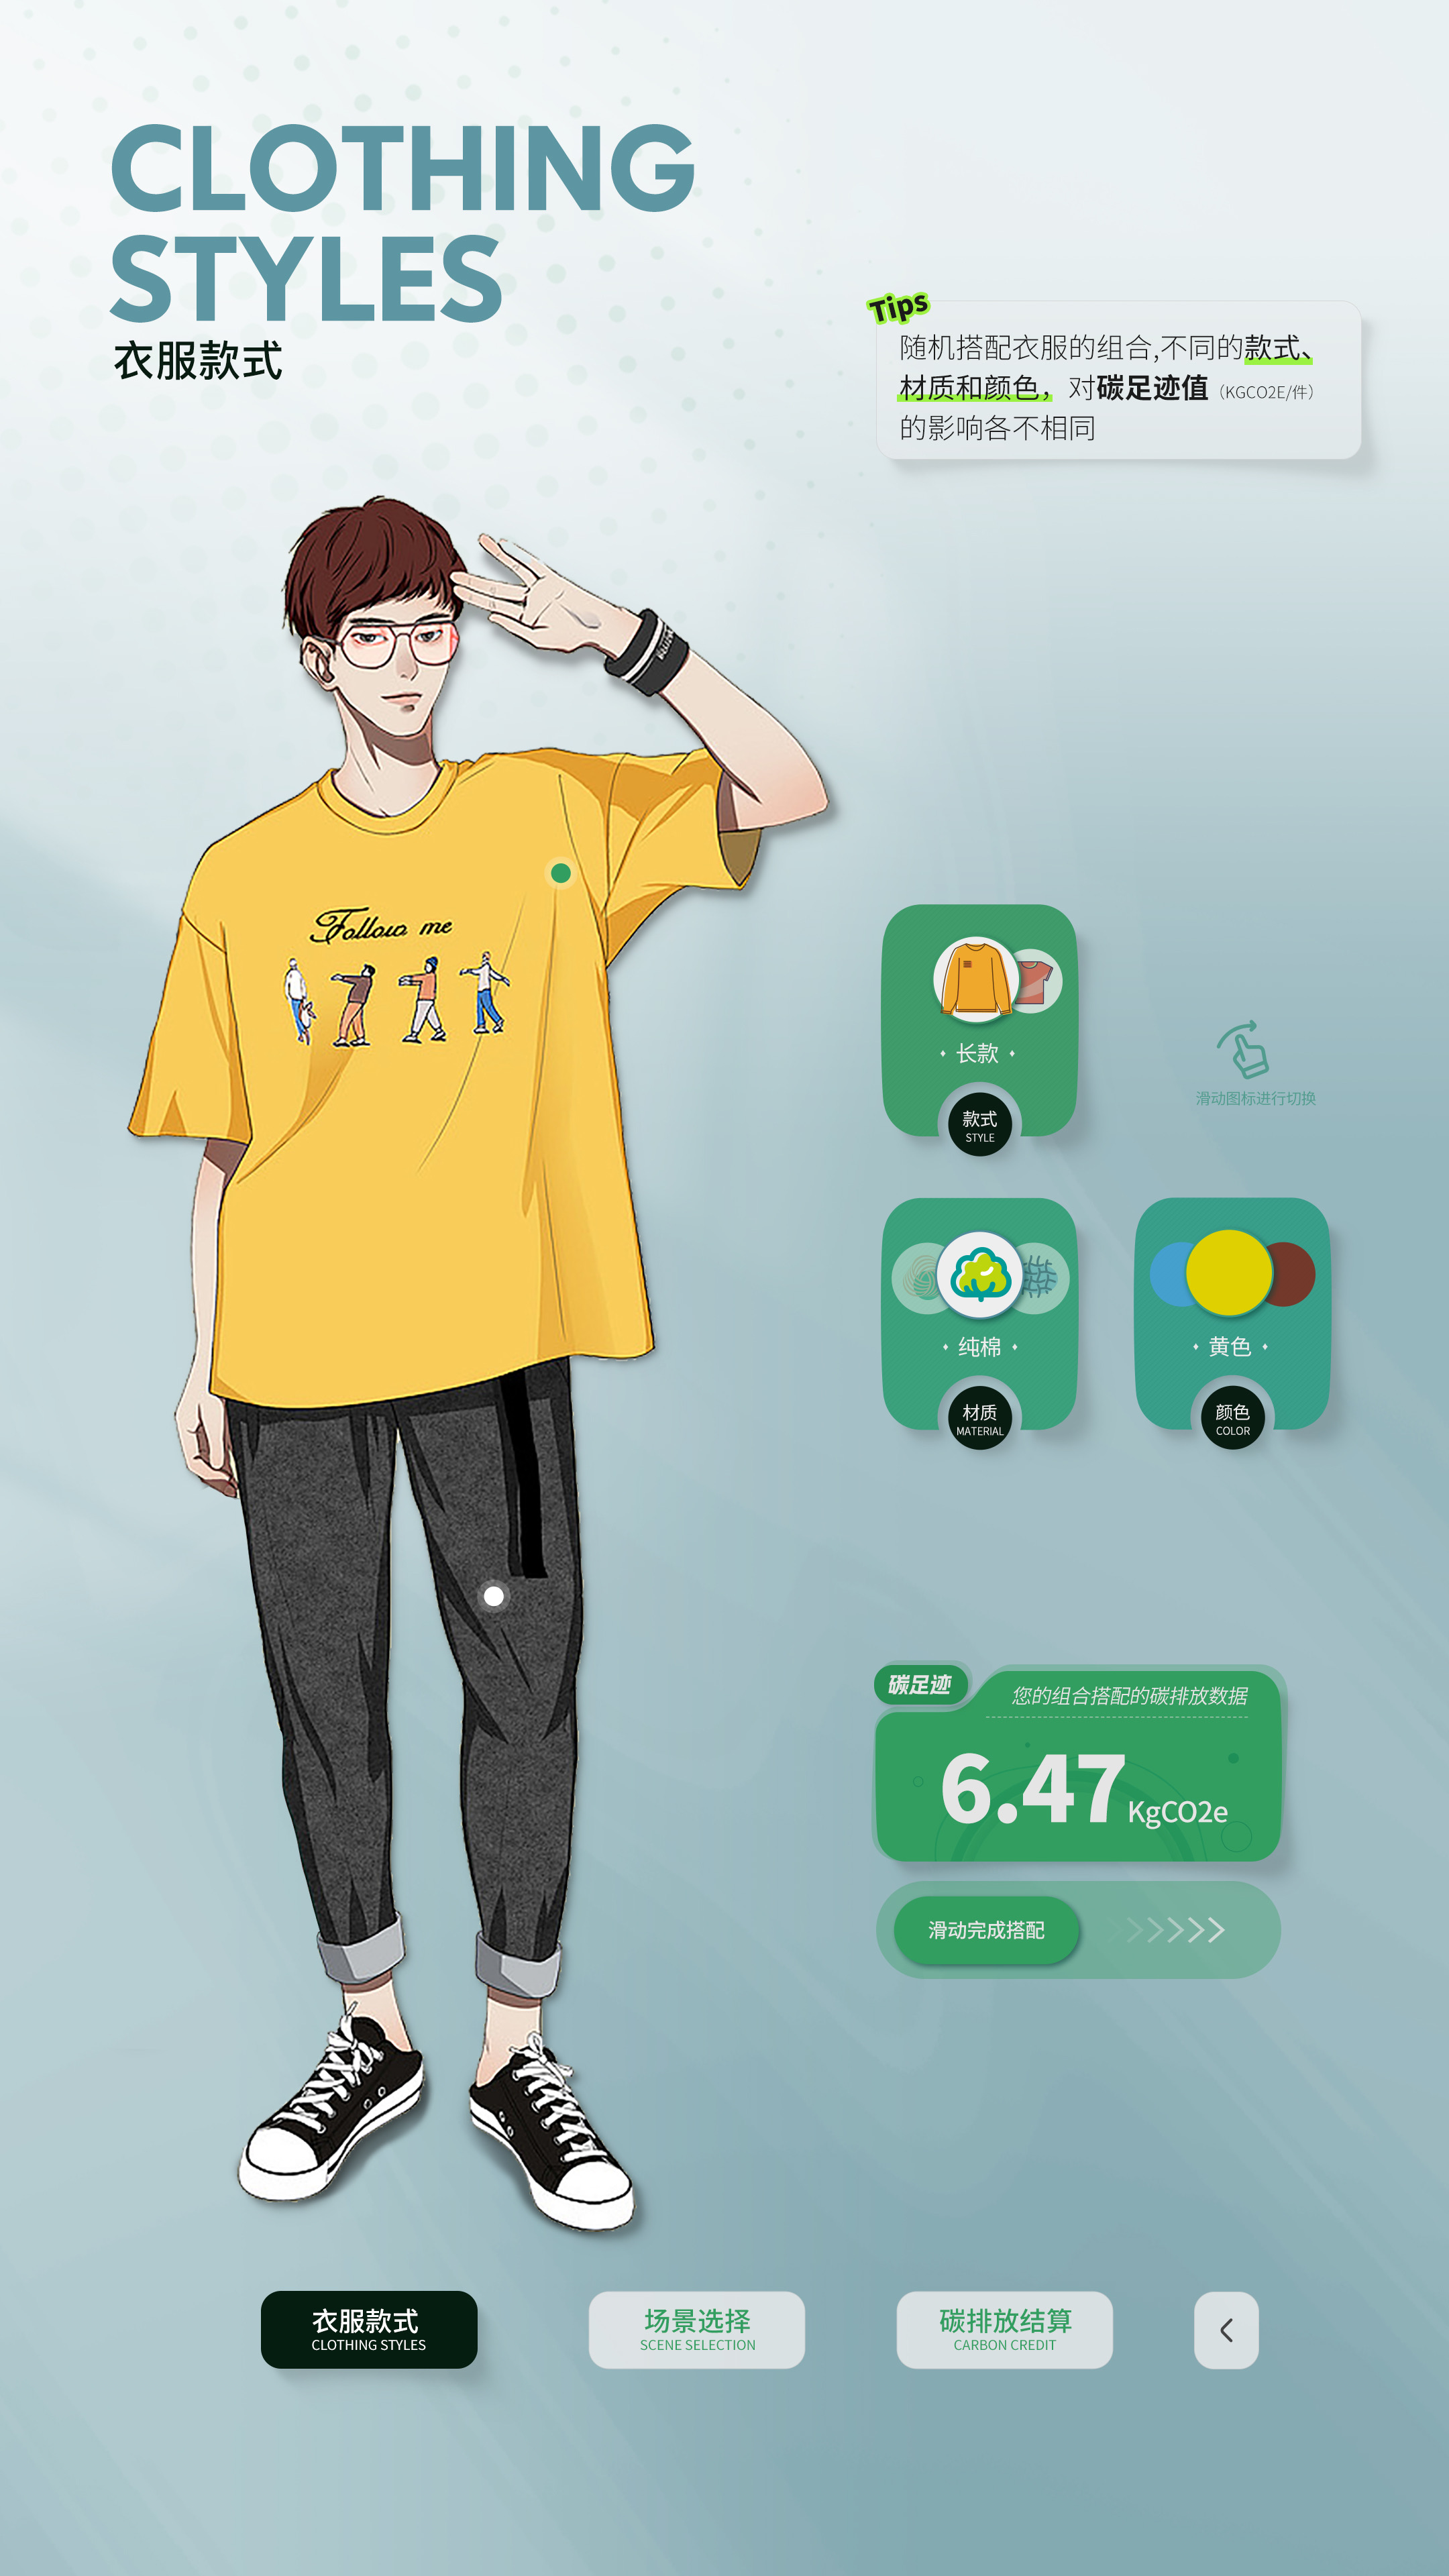 CLOTHING
STYLES
衣服款式
Tips
随机搭配衣服的组合,不同的款式、
材质和颜色，对碳足迹值（KGCO2E/件）
的影响各不相同
Follow me
长款
款式
STYLE
滑动图标进行切换
纯棉
材质
MATERIAL
黄色
颜色
COLOR
碳足迹
您的组合搭配的碳排放数据
6.47KgCO2e
滑动完成搭配
衣服款式
CLOTHING STYLES
场景选择
SCENE SELECTION
碳排放结算
CARBON CREDIT